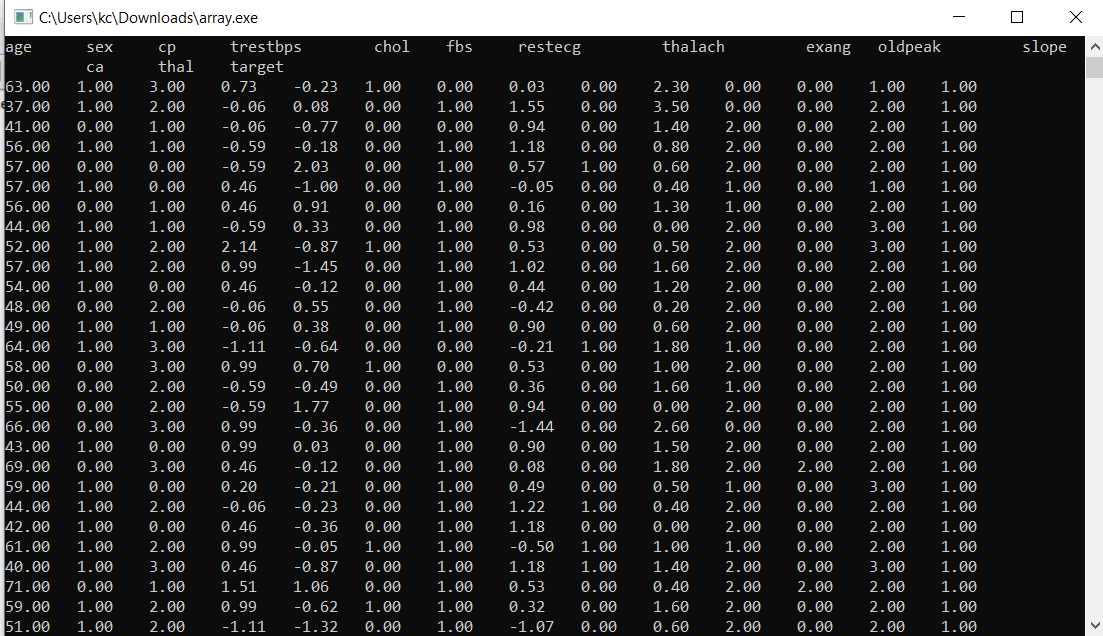 C:\Users\kc\Downloads\array.exe
age sex cp trestbps chol fbs restecg thalach exang oldpeak slope
ca thal target
63.00 1.00 3.00 0.73 -0.23 1.00 0.00 0.03 0.00 2.30 0.00 0.00 1.00 1.00
37.00 1.00 2.00 -0.06 0.08 0.00 1.00 1.55 0.00 3.50 0.00 0.00 2.00 1.00
41.00 0.00 1.00 -0.06 -0.77 0.00 0.00 0.94 0.00 1.40 2.00 0.00 2.00 1.00
56.00 1.00 1.00 -0.59 -0.18 0.00 1.00 1.18 0.00 0.80 2.00 0.00 2.00 1.00
57.00 0.00 0.00 -0.59 2.03 0.00 1.00 0.57 1.00 0.60 2.00 0.00 2.00 1.00
57.00 1.00 0.00 0.46 -1.00 0.00 1.00 -0.05 0.00 0.40 1.00 0.00 1.00 1.00
56.00 0.00 1.00 0.46 0.91 0.00 0.00 0.16 0.00 1.30 1.00 0.00 2.00 1.00
44.00 1.00 1.00 -0.59 0.33 0.00 1.00 0.98 0.00 0.00 2.00 0.00 3.00 1.00
52.00 1.00 2.00 2.14 -0.87 1.00 1.00 0.53 0.00 0.50 2.00 0.00 3.00 1.00
57.00 1.00 2.00 0.99 -1.45 0.00 1.00 1.02 0.00 1.60 2.00 0.00 2.00 1.00
54.00 1.00 0.00 0.46 -0.12 0.00 1.00 0.44 0.00 1.20 2.00 0.00 2.00 1.00
48.00 0.00 2.00 -0.06 0.55 0.00 1.00 -0.42 0.00 0.20 2.00 0.00 2.00 1.00
49.00 1.00 1.00 -0.06 0.38 0.00 1.00 0.90 0.00 0.60 2.00 0.00 2.00 1.00
64.00 1.00 3.00 -1.11 -0.64 0.00 0.00 -0.21 1.00 1.80 1.00 0.00 2.00 1.00
58.00 0.00 3.00 0.99 0.70 1.00 0.00 0.53 0.00 1.00 2.00 0.00 2.00 1.00
50.00 0.00 2.00 -0.59 -0.49 0.00 1.00 0.36 0.00 1.60 1.00 0.00 2.00 1.00
55.00 0.00 2.00 -0.59 1.77 0.00 1.00 0.94 0.00 0.00 2.00 0.00 2.00 1.00
66.00 0.00 3.00 0.99 -0.36 0.00 1.00 -1.44 0.00 2.60 0.00 0.00 2.00 1.00
43.00 1.00 0.00 0.99 0.03 0.00 1.00 0.90 0.00 1.50 2.00 0.00 2.00 1.00
69.00 0.00 3.00 0.46 -0.12 0.00 1.00 0.08 0.00 1.80 2.00 2.00 2.00 1.00
59.00 1.00 0.00 0.20 -0.21 0.00 1.00 0.49 0.00 0.50 1.00 0.00 3.00 1.00
44.00 1.00 2.00 -0.06 -0.23 0.00 1.00 1.22 1.00 0.40 2.00 0.00 2.00 1.00
42.00 1.00 0.00 0.46 -0.36 0.00 1.00 1.18 0.00 0.00 2.00 0.00 2.00 1.00
61.00 1.00 2.00 0.99 -0.05 1.00 1.00 -0.50 1.00 1.00 1.00 0.00 2.00 1.00
40.00 1.00 3.00 0.46 -0.87 0.00 1.00 1.18 1.00 1.40 2.00 0.00 3.00 1.00
71.00 0.00 1.00 1.51 1.06 0.00 1.00 0.53 0.00 0.40 2.00 2.00 2.00 1.00
59.00 1.00 2.00 0.99 -0.62 1.00 1.00 0.32 0.00 1.60 2.00 0.00 2.00 1.00
51.00 1.00 2.00 -1.11 -1.32 0.00 1.00 -1.07 0.00 0.60 2.00 0.00 2.00 1.00